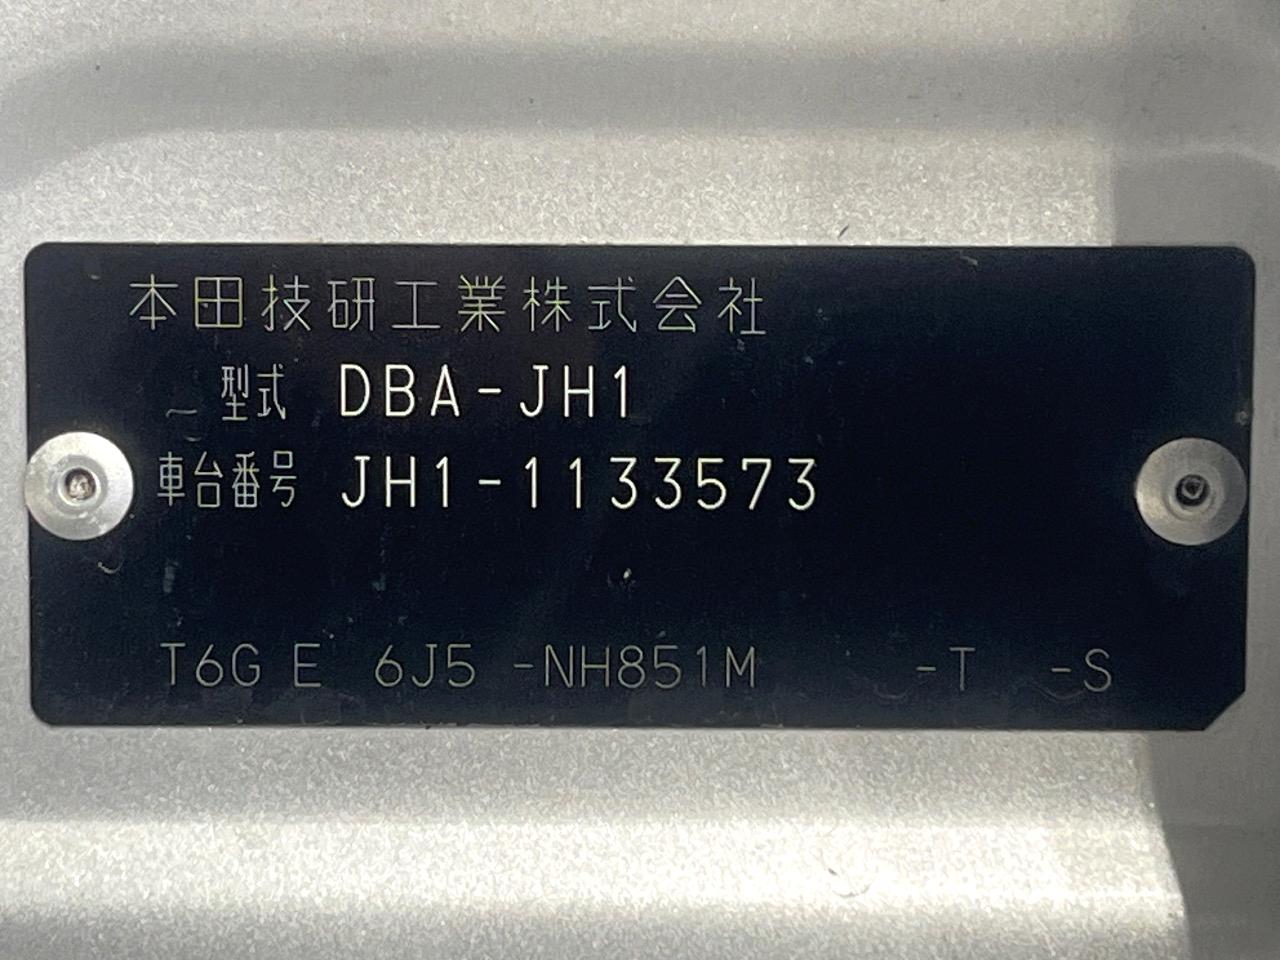 本田技研工業株式会社
型式 DBA-JH1
車台番号 JH1-1133573
T6G E 6J5 -NH851M -T -S